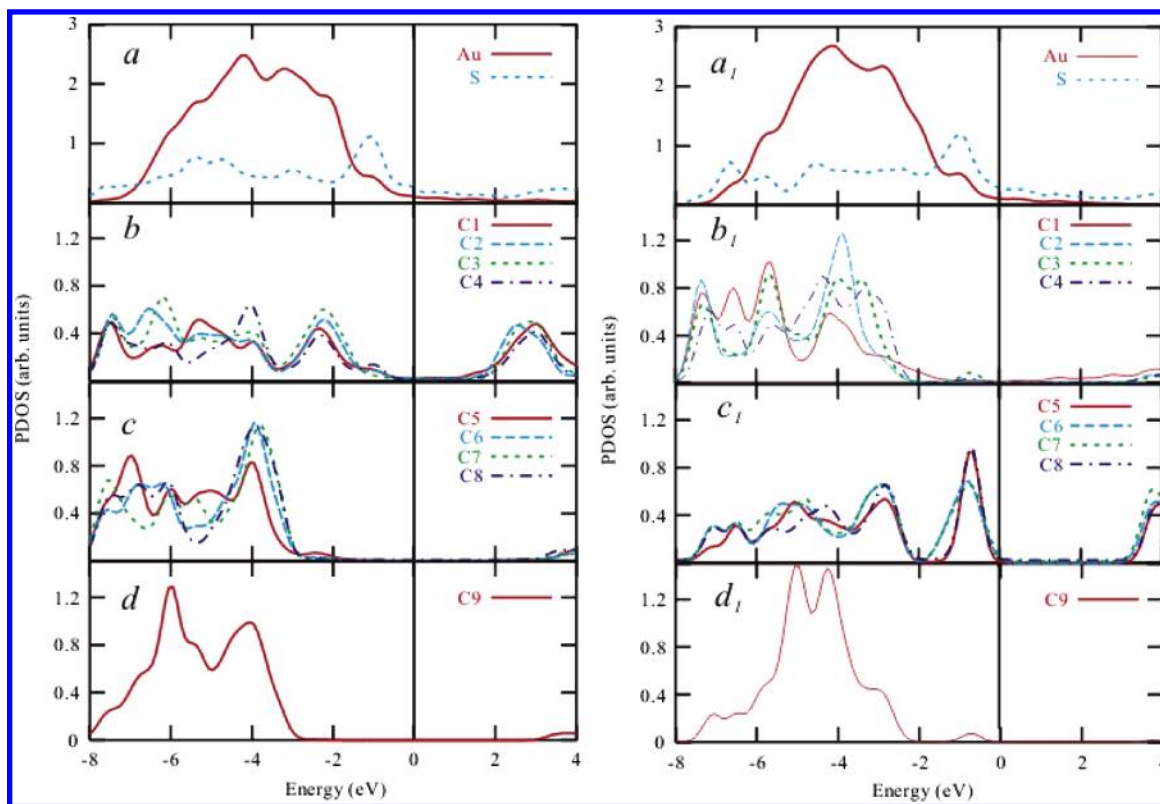 3
2
1
a
Au
S
a1
Au
S
3
2
1
0
PDOS (arb. units)
1.2
0.8
0.4
b
C1
C2
C3
C4
b1
C1
C2
C3
C4
1.2
0.8
0.4
PDOS (arb. units)
1.2
0.8
0.4
c
C5
C6
C7
C8
c1
C5
C6
C7
C8
1.2
0.8
0.4
1.2
0.8
0.4
0
d
C9
d1
C9
1.2
0.8
0.4
0
-8 -6 -4 -2 0 2 4
Energy (eV)
-8 -6 -4 -2 0 2 4
Energy (eV)